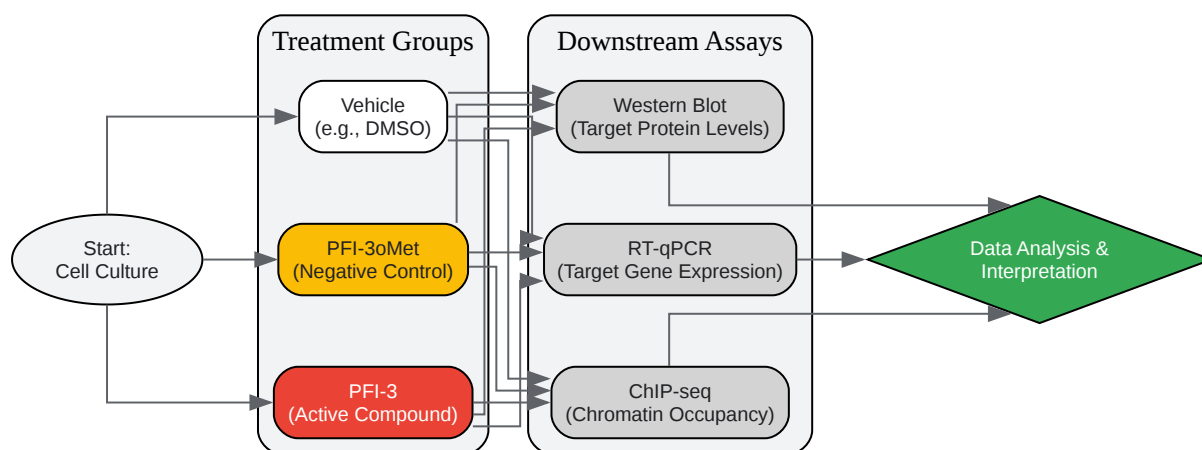 Treatment Groups
Downstream Assays
Vehicle
(e.g., DMSO)
Western Blot
(Target Protein Levels)
Start:
Cell Culture
PFI-3oMet
(Negative Control)
RT-qPCR
(Target Gene Expression)
Data Analysis &
Interpretation
PFI-3
(Active Compound)
ChIP-seq
(Chromatin Occupancy)